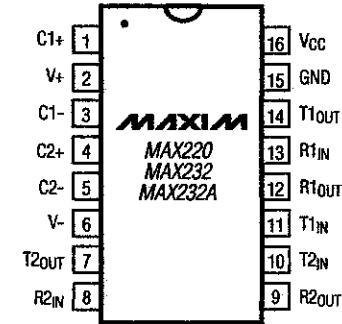 C1+ 1 16 VCC
V+ 2 15 GND
C1- 3 MAXIM 14 T1OUT
C2+ 4 MAX220 13 R1IN
MAX232
C2- 5 MAX232A 12 R1OUT
V- 6 11 T1IN
T2OUT 7 10 T2IN
R2IN 8 9 R2OUT